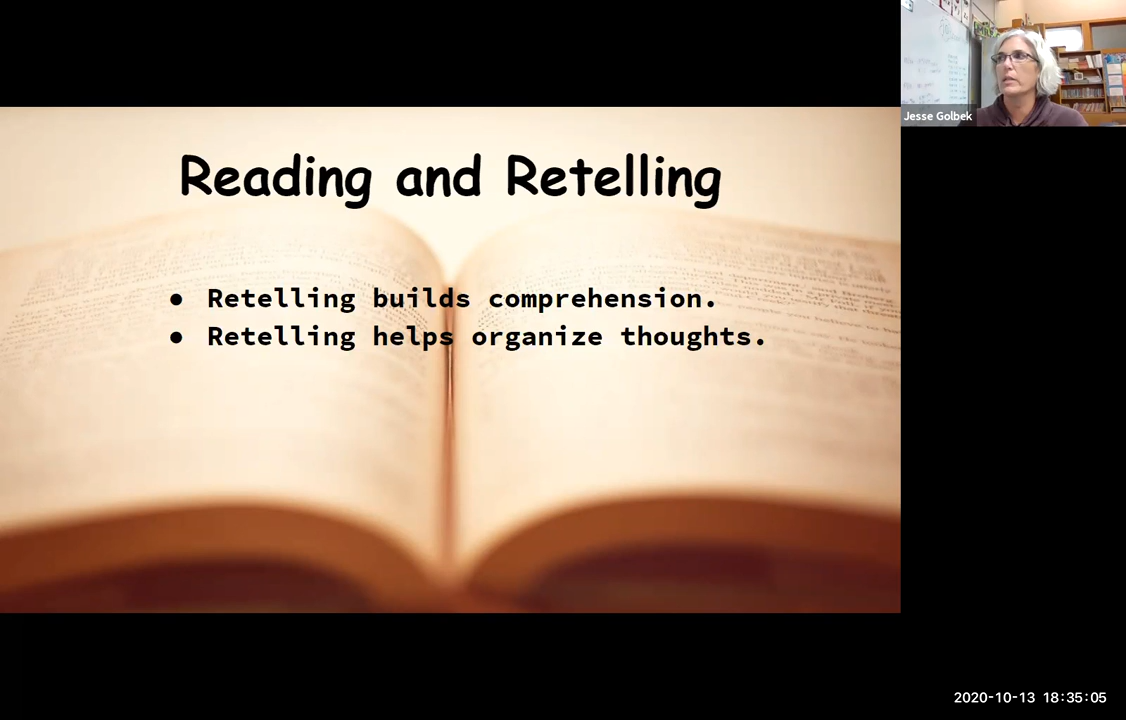 Jesse Golbek
Reading and Retelling
● Retelling builds comprehension.
● Retelling helps organize thoughts.
2020-10-13 18:35:05